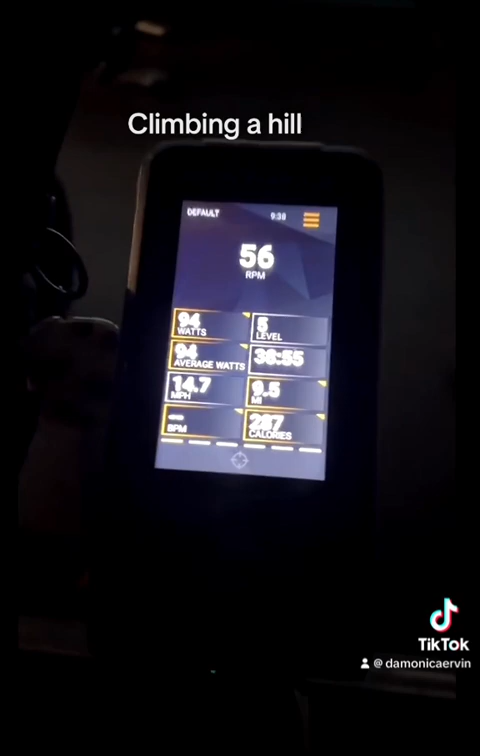 Climbing a hill
DEFAULT
9:38
56
RPM
94
WATTS
5
LEVEL
94
AVERAGE WATTS
38:55
14.7
MPH
9.5
MI
--
BPM
287
CALORIES
TikTok
@ damonicaervin